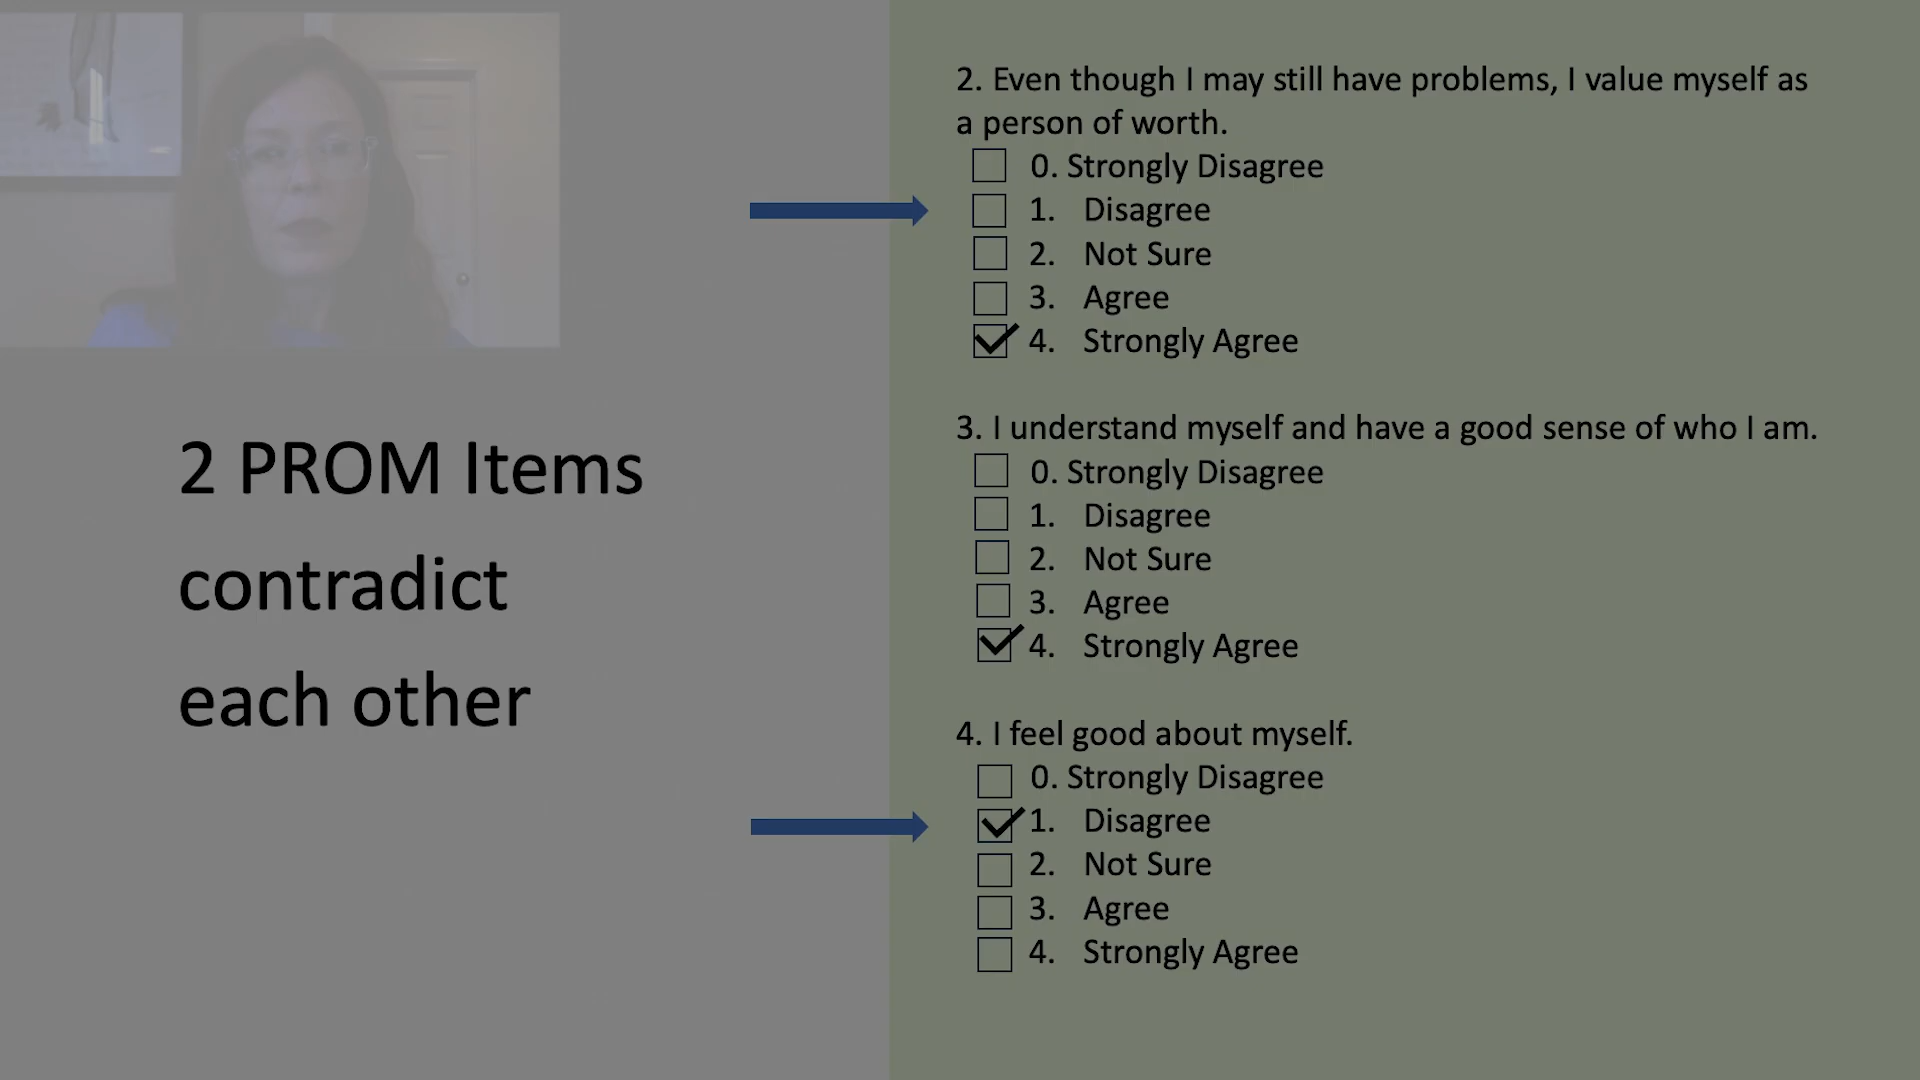 2 PROM Items
contradict
each other
2. Even though I may still have problems, I value myself as
a person of worth.
0. Strongly Disagree
1. Disagree
2. Not Sure
3. Agree
4. Strongly Agree
3. I understand myself and have a good sense of who I am.
0. Strongly Disagree
1. Disagree
2. Not Sure
3. Agree
4. Strongly Agree
4. I feel good about myself.
0. Strongly Disagree
1. Disagree
2. Not Sure
3. Agree
4. Strongly Agree